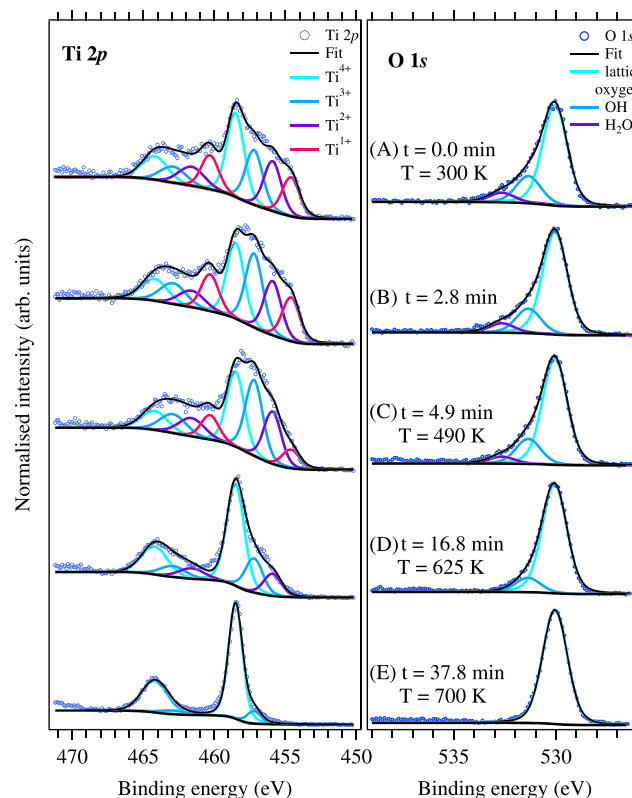 Ti 2p
Ti 2p
Fit
Ti4+
Ti3+
Ti2+
Ti1+
O 1s
O 1s
Fit
lattic
oxyge
OH
H2O
(A) t = 0.0 min
T = 300 K
(B) t = 2.8 min
(C) t = 4.9 min
T = 490 K
(D) t = 16.8 min
T = 625 K
(E) t = 37.8 min
T = 700 K
Normalised intensity (arb. units)
470 465 460 455 450
535 530
Binding energy (eV)
Binding energy (eV)